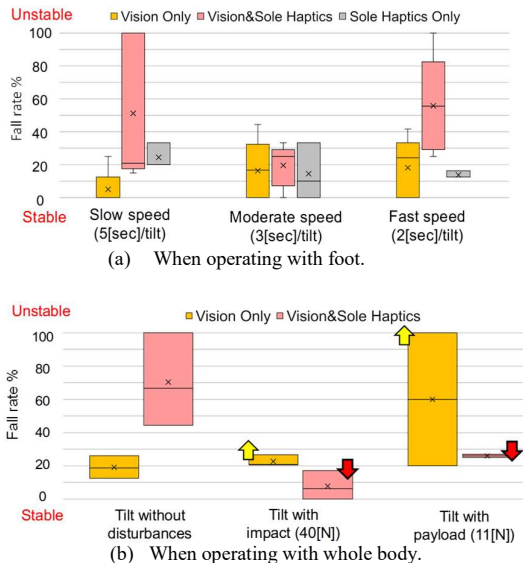 Unstable
Vision Only Vision&Sole Haptics Sole Haptics Only
100
80
60
40
20
0
Fall rate %
Stable
Slow speed Moderate speed Fast speed
(5[sec]/tilt) (3[sec]/tilt) (2[sec]/tilt)
(a) When operating with foot.
Unstable
Vision Only Vision&Sole Haptics
100
80
60
40
20
0
Fall rate %
Stable
Tilt without Tilt with Tilt with
disturbances impact (40[N]) payload (11[N])
(b) When operating with whole body.